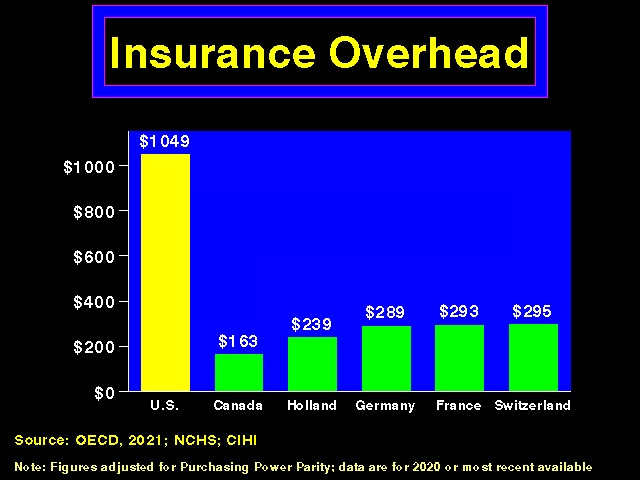 Insurance Overhead
$1049
$1000
$800
$600
$400
$200
$0
$163
$239
$289
$293
$295
U.S.
Canada
Holland
Germany
France
Switzerland
Source: OECD, 2021; NCHS; CIHI
Note: Figures adjusted for Purchasing Power Parity; data are for 2020 or most recent available